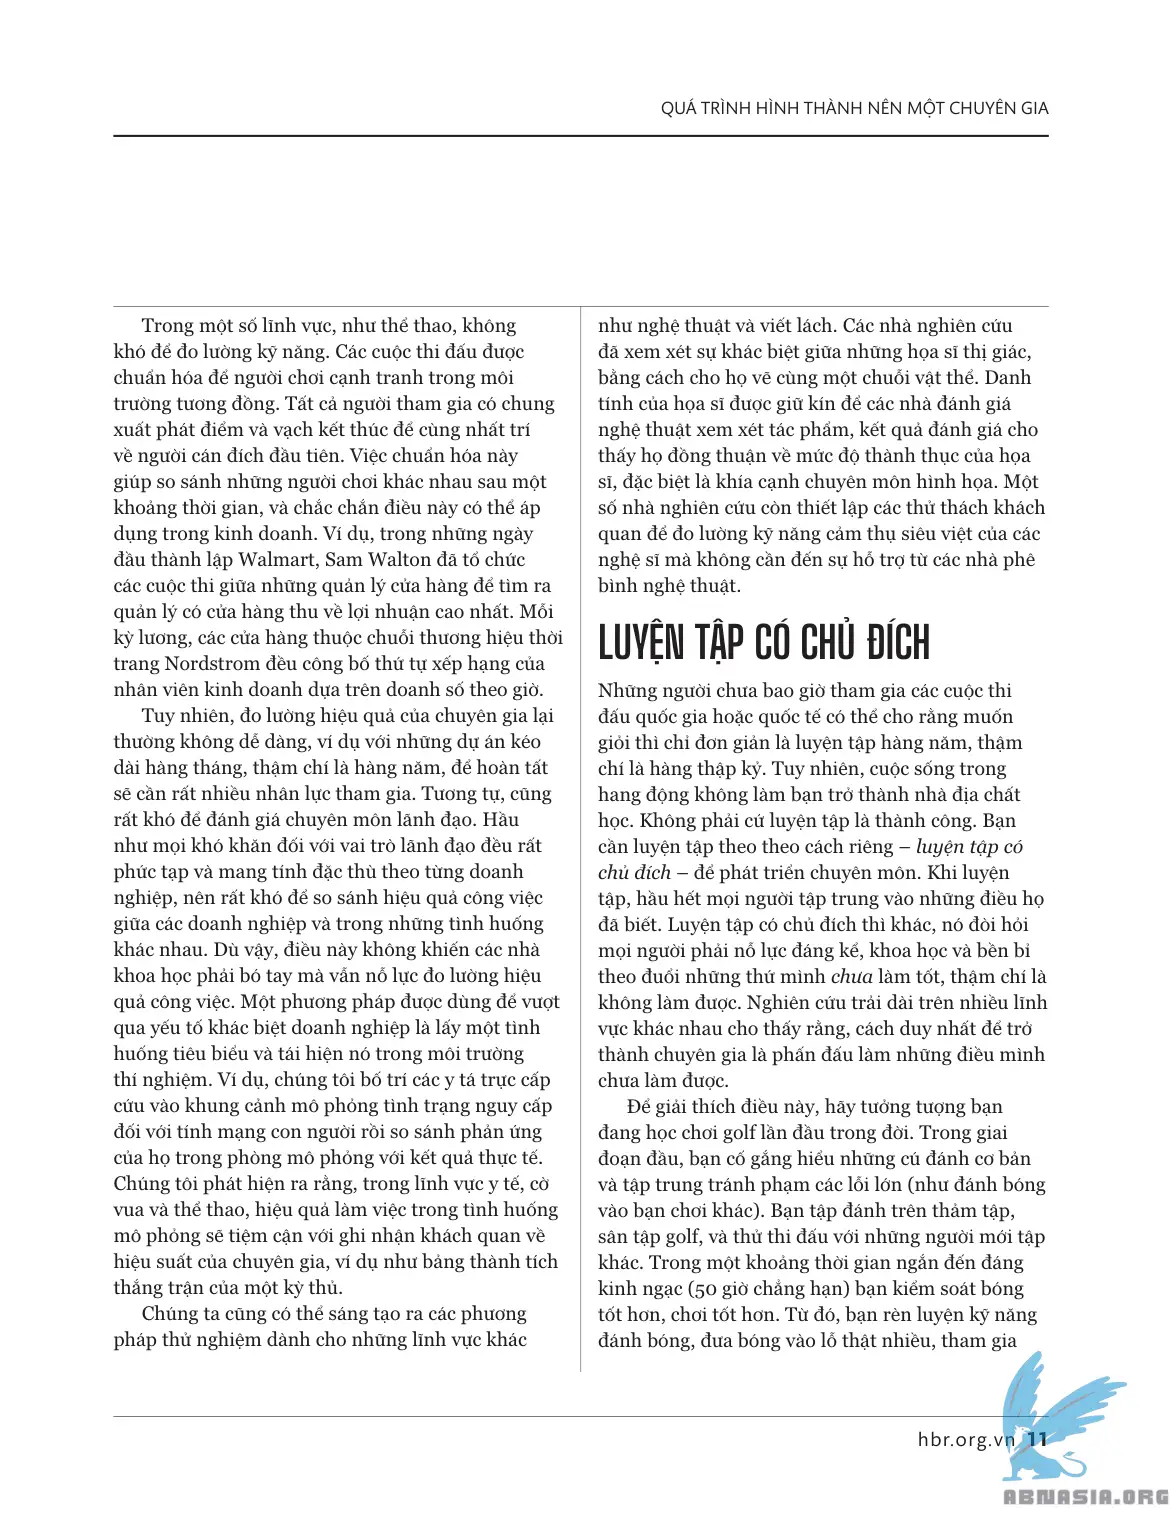 QUÁ TRÌNH HÌNH THÀNH NÊN MỘT CHUYÊN GIA
Trong một số lĩnh vực, như thể thao, không
khó để đo lường kỹ năng. Các cuộc thi đấu được
chuẩn hóa để người chơi cạnh tranh trong môi
trường tương đồng. Tất cả người tham gia có chung
xuất phát điểm và vạch kết thúc để cùng nhất trí
về người cán đích đầu tiên. Việc chuẩn hóa này
giúp so sánh những người chơi khác nhau sau một
khoảng thời gian, và chắc chắn điều này có thể áp
dụng trong kinh doanh. Ví dụ, trong những ngày
đầu thành lập Walmart, Sam Walton đã tổ chức
các cuộc thi giữa những quản lý cửa hàng để tìm ra
quản lý có cửa hàng thu về lợi nhuận cao nhất. Mỗi
kỳ lương, các cửa hàng thuộc chuỗi thương hiệu thời
trang Nordstrom đều công bố thứ tự xếp hạng của
nhân viên kinh doanh dựa trên doanh số theo giờ.
Tuy nhiên, đo lường hiệu quả của chuyên gia lại
thường không dễ dàng, ví dụ với những dự án kéo
dài hàng tháng, thậm chí là hàng năm, để hoàn tất
sẽ cần rất nhiều nhân lực tham gia. Tương tự, cũng
rất khó để đánh giá chuyên môn lãnh đạo. Hầu
như mọi khó khăn đối với vai trò lãnh đạo đều rất
phức tạp và mang tính đặc thù theo từng doanh
nghiệp, nên rất khó để so sánh hiệu quả công việc
giữa các doanh nghiệp và trong những tình huống
khác nhau. Dù vậy, điều này không khiến các nhà
khoa học phải bó tay mà vẫn nỗ lực đo lường hiệu
quả công việc. Một phương pháp được dùng để vượt
qua yếu tố khác biệt doanh nghiệp là lấy một tình
huống tiêu biểu và tái hiện nó trong môi trường
thí nghiệm. Ví dụ, chúng tôi bố trí các y tá trực cấp
cứu vào khung cảnh mô phỏng tình trạng nguy cấp
đối với tính mạng con người rồi so sánh phản ứng
của họ trong phòng mô phỏng với kết quả thực tế.
Chúng tôi phát hiện ra rằng, trong lĩnh vực y tế, cờ
vua và thể thao, hiệu quả làm việc trong tình huống
mô phỏng sẽ tiệm cận với ghi nhận khách quan về
hiệu suất của chuyên gia, ví dụ như bảng thành tích
thắng trận của một kỳ thủ.
Chúng ta cũng có thể sáng tạo ra các phương
pháp thử nghiệm dành cho những lĩnh vực khác
như nghệ thuật và viết lách. Các nhà nghiên cứu
đã xem xét sự khác biệt giữa những họa sĩ thị giác,
bằng cách cho họ vẽ cùng một chuỗi vật thể. Danh
tính của họa sĩ được giữ kín để các nhà đánh giá
nghệ thuật xem xét tác phẩm, kết quả đánh giá cho
thấy họ đồng thuận về mức độ thành thục của họa
sĩ, đặc biệt là khía cạnh chuyên môn hình họa. Một
số nhà nghiên cứu còn thiết lập các thử thách khách
quan để đo lường kỹ năng cảm thụ siêu việt của các
nghệ sĩ mà không cần đến sự hỗ trợ từ các nhà phê
bình nghệ thuật.
LUYỆN TẬP CÓ CHỦ ĐÍCH
Những người chưa bao giờ tham gia các cuộc thi
đấu quốc gia hoặc quốc tế có thể cho rằng muốn
giỏi thì chỉ đơn giản là luyện tập hàng năm, thậm
chí là hàng thập kỷ. Tuy nhiên, cuộc sống trong
hang động không làm bạn trở thành nhà địa chất
học. Không phải cứ luyện tập là thành công. Bạn
cần luyện tập theo theo cách riêng – luyện tập có
chủ đích – để phát triển chuyên môn. Khi luyện
tập, hầu hết mọi người tập trung vào những điều họ
đã biết. Luyện tập có chủ đích thì khác, nó đòi hỏi
mọi người phải nỗ lực đáng kể, khoa học và bền bỉ
theo đuổi những thứ mình chưa làm tốt, thậm chí là
không làm được. Nghiên cứu trải dài trên nhiều lĩnh
vực khác nhau cho thấy rằng, cách duy nhất để trở
thành chuyên gia là phấn đấu làm những điều mình
chưa làm được.
Để giải thích điều này, hãy tưởng tượng bạn
đang học chơi golf lần đầu trong đời. Trong giai
đoạn đầu, bạn cố gắng hiểu những cú đánh cơ bản
và tập trung tránh phạm các lỗi lớn (như đánh bóng
vào bạn chơi khác). Bạn tập đánh trên thảm tập,
sân tập golf, và thử thi đấu với những người mới tập
khác. Trong một khoảng thời gian ngắn đến đáng
kinh ngạc (50 giờ chẳng hạn) bạn kiểm soát bóng
tốt hơn, chơi tốt hơn. Từ đó, bạn rèn luyện kỹ năng
đánh bóng, đưa bóng vào lỗ thật nhiều, tham gia
hbr.org.vn 11
ABNASIA.ORG